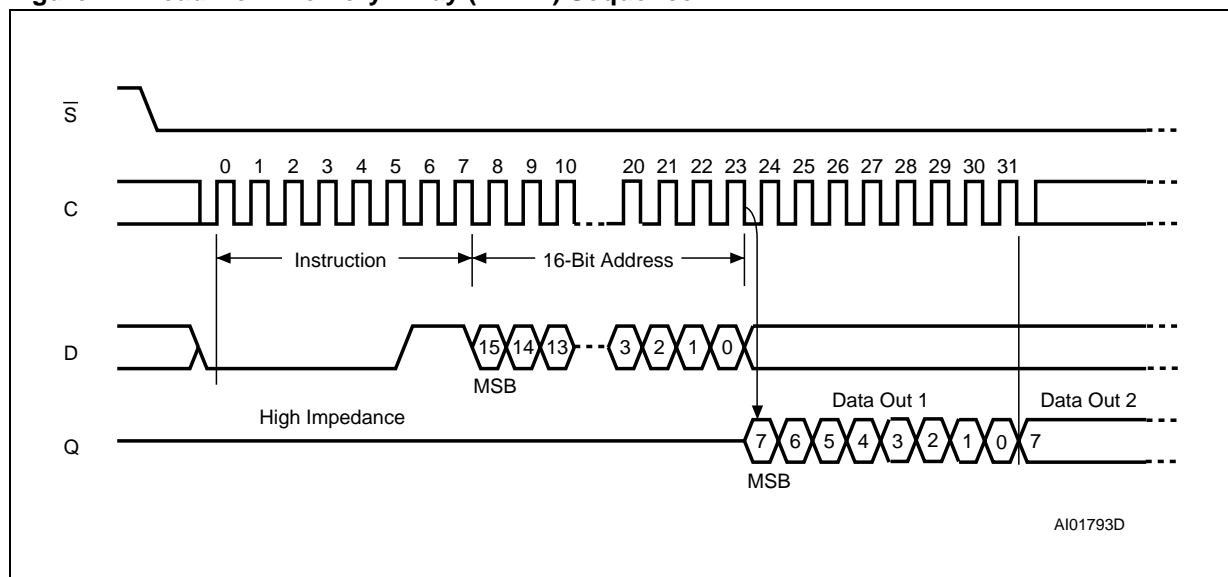 S
0 1 2 3 4 5 6 7 8 9 10 20 21 22 23 24 25 26 27 28 29 30 31
C
Instruction 16-Bit Address
D 15 14 13 3 2 1 0
MSB
High Impedance Data Out 1 Data Out 2
Q 7 6 5 4 3 2 1 0 7
MSB
AI01793D